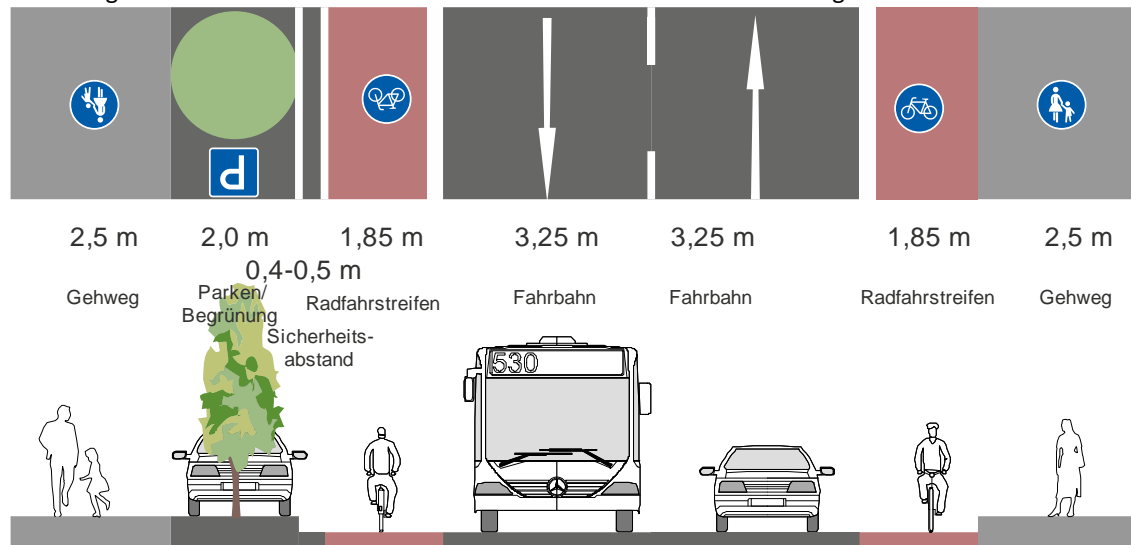 P
2,5 m 2,0 m 1,85 m 3,25 m 3,25 m 1,85 m 2,5 m
0,4-0,5 m
Gehweg
Parken/
Begrünung
Radfahrstreifen
Fahrbahn
Fahrbahn
Radfahrstreifen
Gehweg
Sicherheits-
abstand
530